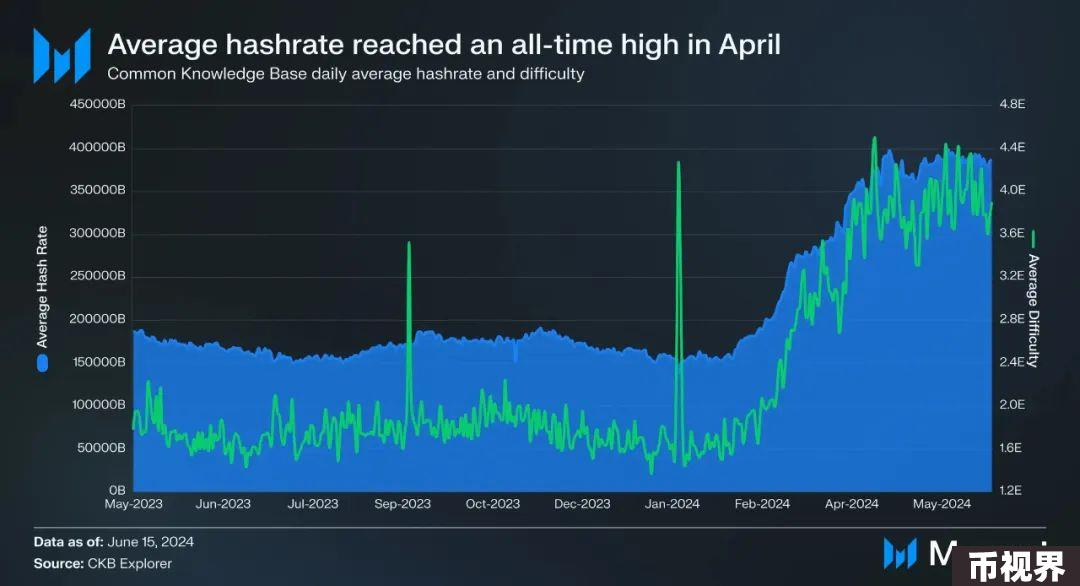 Average hashrate reached an all-time high in April
Common Knowledge Base daily average hashrate and difficulty
450000B
400000B
350000B
300000B
250000B
200000B
150000B
100000B
50000B
0B
Average Hash Rate
4.8E
4.4E
4.0E
3.6E
3.2E
2.8E
2.4E
2.0E
1.6E
1.2E
Average Difficulty
May-2023 Jun-2023 Jul-2023 Sep-2023 Oct-2023 Dec-2023 Jan-2024 Feb-2024 Apr-2024 May-2024
Data as of: June 15, 2024
Source: CKB Explorer
币视界